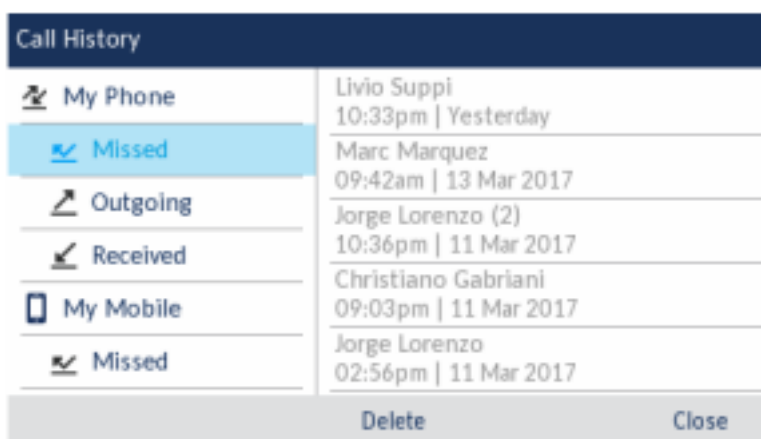 Call History
My Phone
Missed
Outgoing
Received
My Mobile
Missed
Livio Suppi
10:33pm | Yesterday
Marc Marquez
09:42am | 13 Mar 2017
Jorge Lorenzo (2)
10:36pm | 11 Mar 2017
Christiano Gabriani
09:03pm | 11 Mar 2017
Jorge Lorenzo
02:56pm | 11 Mar 2017
Delete Close